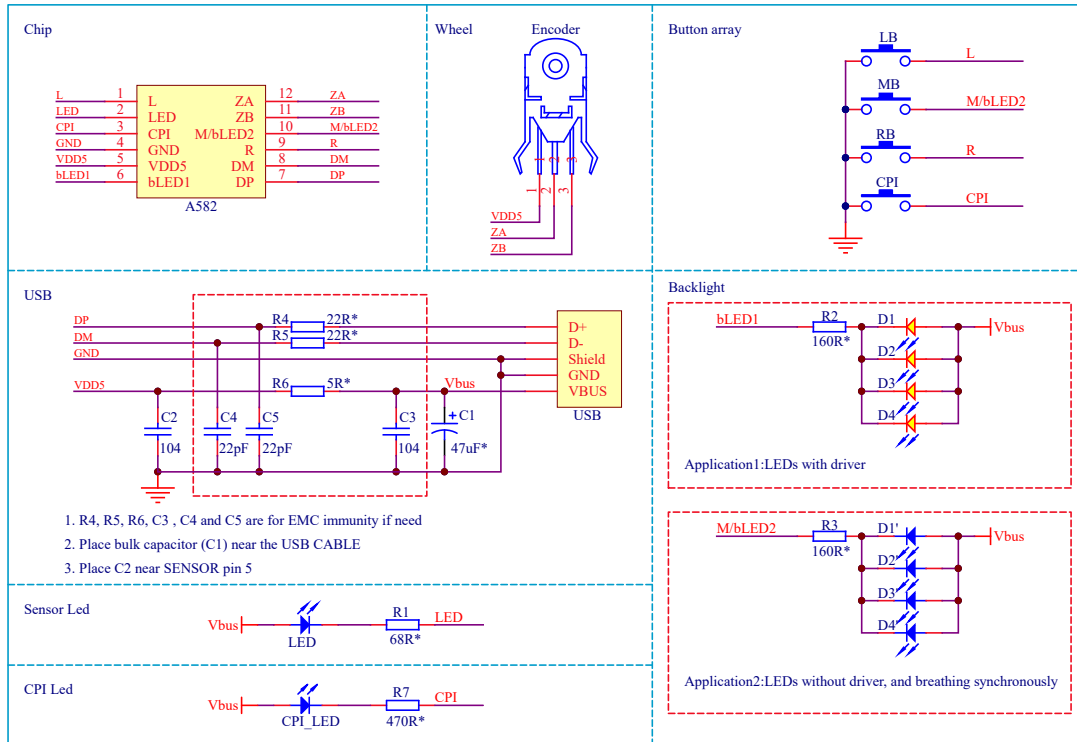 Chip
L 1 L ZA 12 ZA
LED 2 LED ZB 11 ZB
CPI 3 CPI M/bLED2 10 M/bLED2
GND 4 GND R 9 R
VDD5 5 VDD5 DM 8 DM
bLED1 6 bLED1 DP 7 DP
A582
Wheel
Encoder
1 2 3
1 2 3
VDD5
ZA
ZB
Button array
LB
L
MB
M/bLED2
RB
R
CPI
CPI
USB
DP R4 22R* D+
DM R5 22R* D-
GND Shield
GND
VDD5 R6 5R* Vbus VBUS
USB
C2 C4 C5 C3 + C1
104 22pF 22pF 104 47uF*
1. R4, R5, R6, C3 , C4 and C5 are for EMC immunity if need
2. Place bulk capacitor (C1) near the USB CABLE
3. Place C2 near SENSOR pin 5
Backlight
bLED1 R2 D1 Vbus
160R*
D2
D3
D4
Application1:LEDs with driver
M/bLED2 R3 D1' Vbus
160R*
D2'
D3'
D4'
Application2:LEDs without driver, and breathing synchronously
Sensor Led
Vbus LED R1 LED
68R*
CPI Led
Vbus CPI_LED R7 CPI
470R*